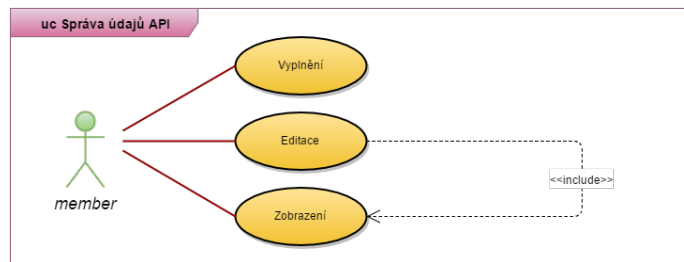 uc Správa údajů API
Vyplnění
Editace
<<include>>
member
Zobrazení